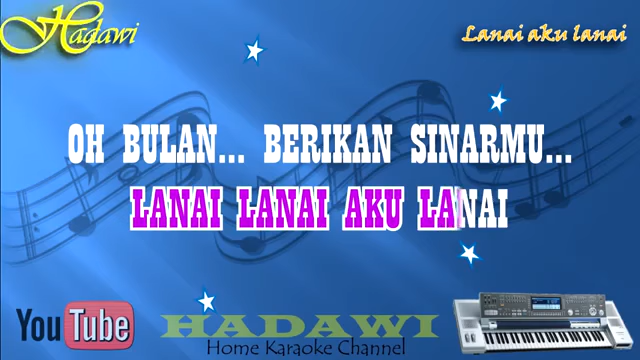 Hadawi
Lanai aku lanai
OH BULAN... BERIKAN SINARMU...
LANAI LANAI AKU LANAI
YouTube
HADAWI
Home Karaoke Channel